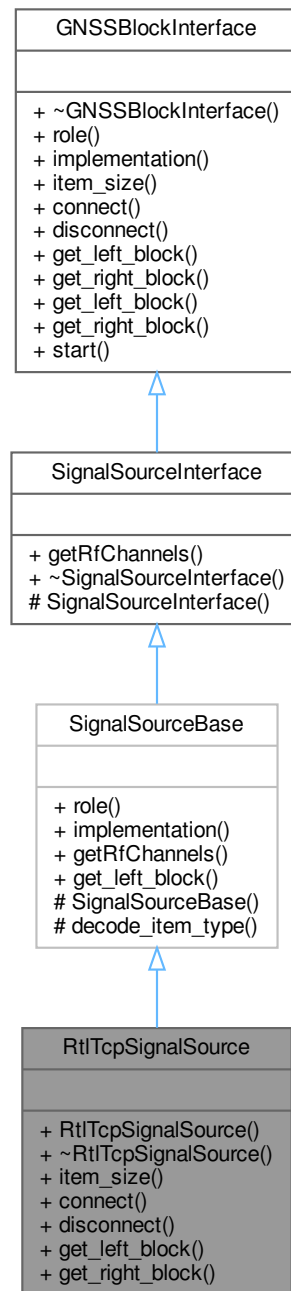 GNSSBlockInterface
+ ~GNSSBlockInterface()
+ role()
+ implementation()
+ item_size()
+ connect()
+ disconnect()
+ get_left_block()
+ get_right_block()
+ get_left_block()
+ get_right_block()
+ start()
SignalSourceInterface
+ getRfChannels()
+ ~SignalSourceInterface()
# SignalSourceInterface()
SignalSourceBase
+ role()
+ implementation()
+ getRfChannels()
+ get_left_block()
# SignalSourceBase()
# decode_item_type()
RtlTcpSignalSource
+ RtlTcpSignalSource()
+ ~RtlTcpSignalSource()
+ item_size()
+ connect()
+ disconnect()
+ get_left_block()
+ get_right_block()